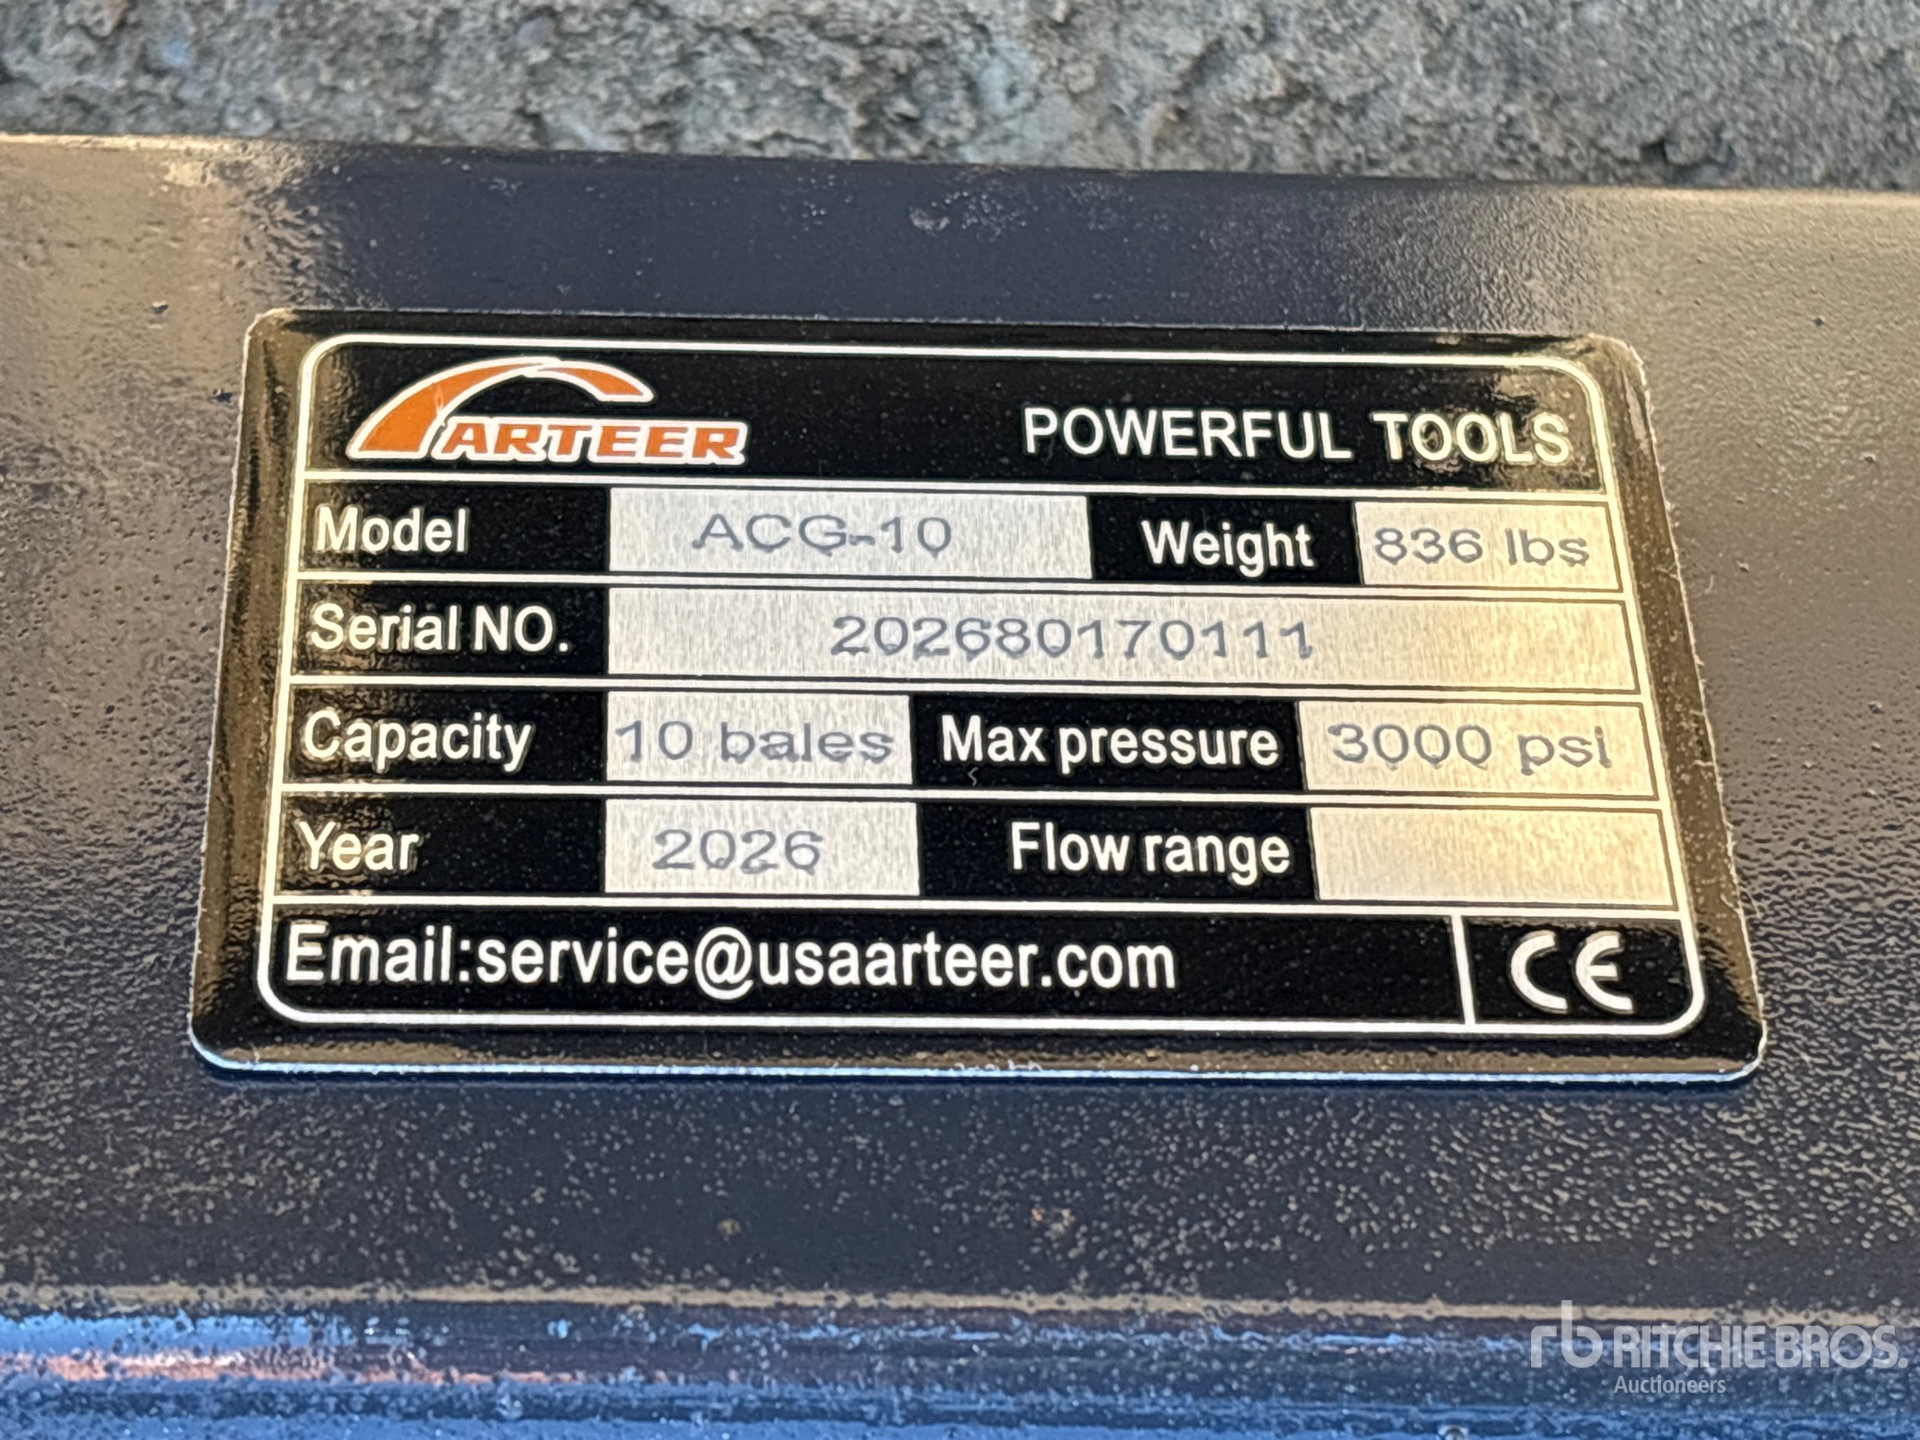 ARTEER POWERFUL TOOLS
Model ACG-10 Weight 836 lbs
Serial NO. 202680170111
Capacity 10 bales Max pressure 3000 psi
Year 2026 Flow range
Email:service@usaarteer.com CE
rb RITCHIE BROS.
Auctioneers